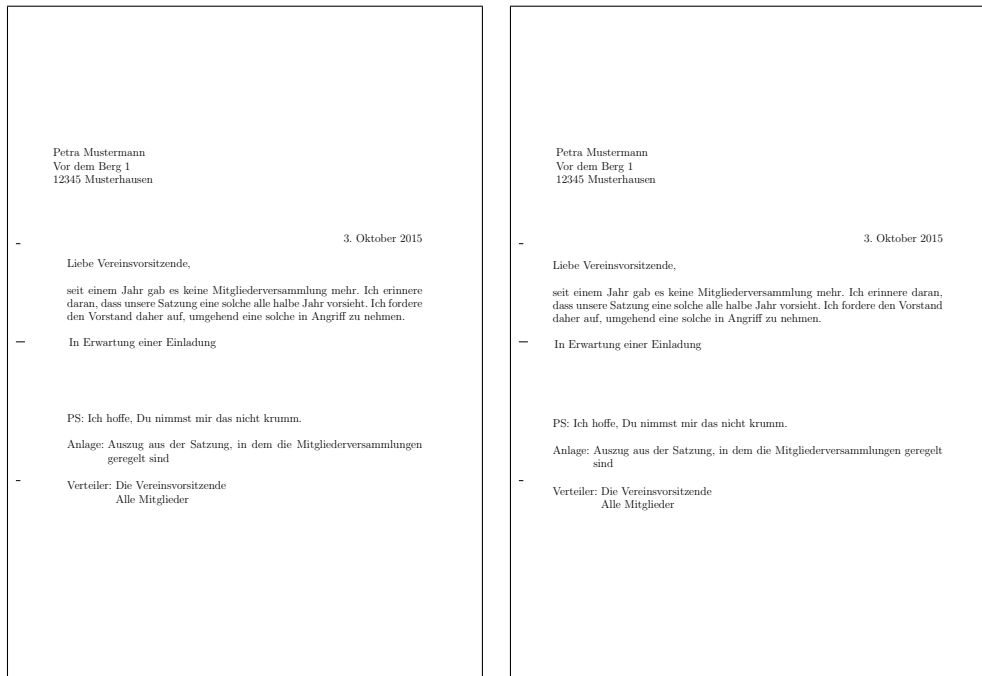 Petra Mustermann
Vor dem Berg 1
12345 Musterhausen
3. Oktober 2015
Liebe Vereinsvorsitzende,
seit einem Jahr gab es keine Mitgliederversammlung mehr. Ich erinnere
daran, dass unsere Satzung eine solche alle halbe Jahr vorsieht. Ich fordere
den Vorstand daher auf, umgehend eine solche in Angriff zu nehmen.
In Erwartung einer Einladung
PS: Ich hoffe, Du nimmst mir das nicht krumm.
Anlage: Auszug aus der Satzung, in dem die Mitgliederversammlungen
geregelt sind
Verteiler: Die Vereinsvorsitzende
Alle Mitglieder
Petra Mustermann
Vor dem Berg 1
12345 Musterhausen
3. Oktober 2015
Liebe Vereinsvorsitzende,
seit einem Jahr gab es keine Mitgliederversammlung mehr. Ich erinnere daran,
dass unsere Satzung eine solche alle halbe Jahr vorsieht. Ich fordere den Vorstand
daher auf, umgehend eine solche in Angriff zu nehmen.
In Erwartung einer Einladung
PS: Ich hoffe, Du nimmst mir das nicht krumm.
Anlage: Auszug aus der Satzung, in dem die Mitgliederversammlungen geregelt
sind
Verteiler: Die Vereinsvorsitzende
Alle Mitglieder